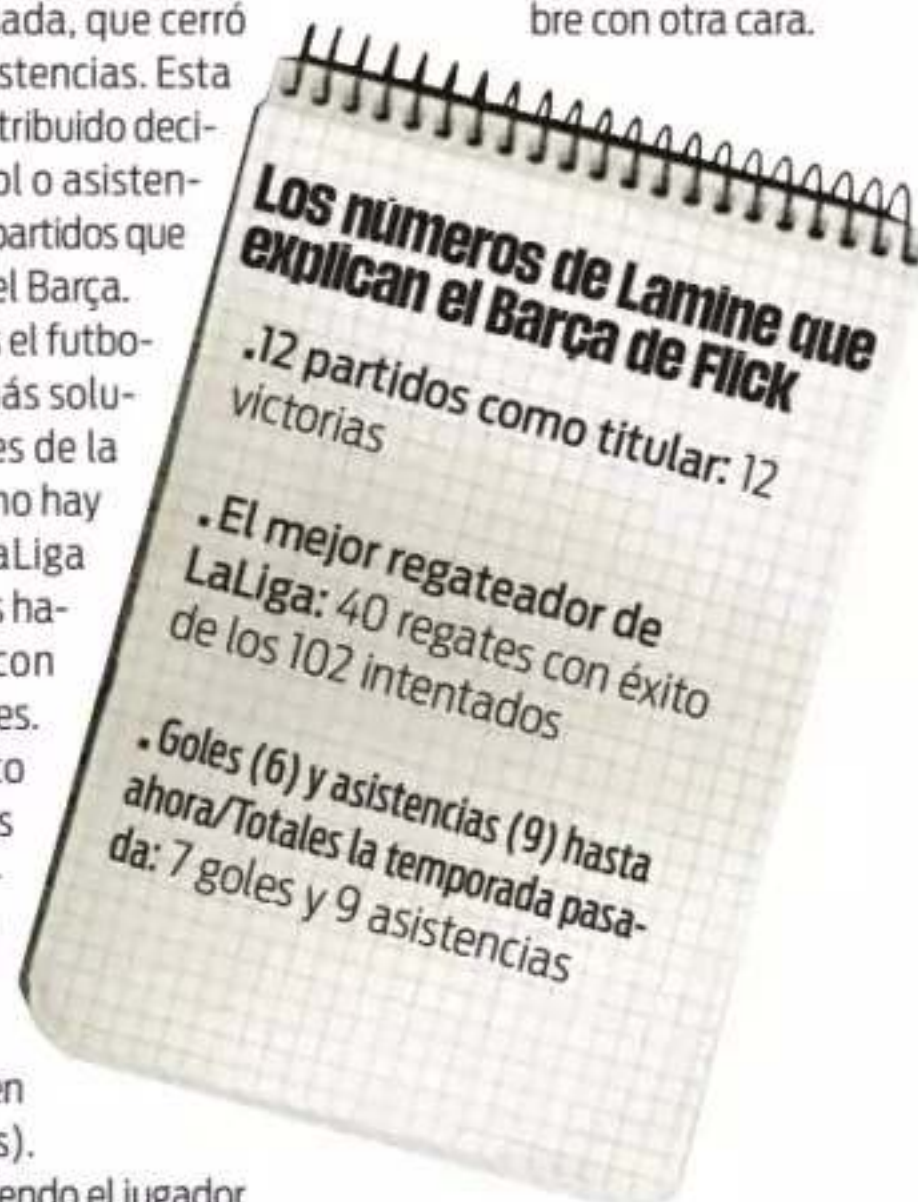 ada, que cerró
stencias. Esta
tribuido deci-
ol o asisten-
partidos que
el Barça.
el futbo-
ás solu-
es de la
no hay
aLiga
s ha-
con
es.
to
s
en
s).
endo el jugador
bre con otra cara.
Los números de Lamine que
explican el Barça de Flick
.12 partidos como titular: 12
victorias
. El mejor regateador de
LaLiga: 40 regates con éxito
de los 102 intentados
. Goles (6) y asistencias (9) hasta
ahora/Totales la temporada pasa-
da: 7 goles y 9 asistencias